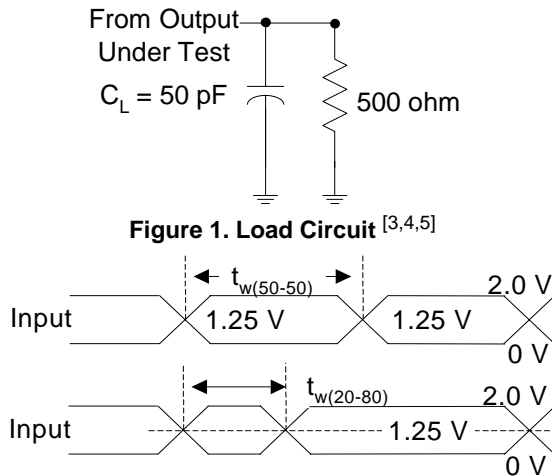 From Output
Under Test
C_L = 50 pF
500 ohm
Figure 1. Load Circuit [3,4,5]
t_w(50-50)
2.0 V
Input
1.25 V
1.25 V
0 V
t_w(20-80)
2.0 V
Input
1.25 V
0 V